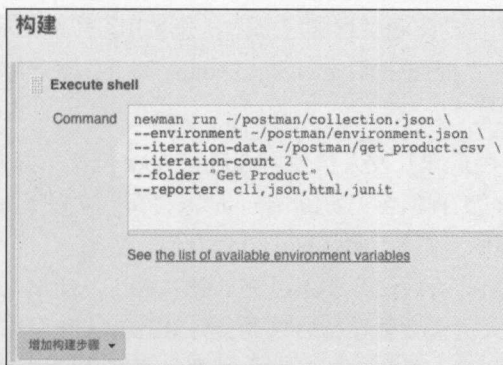 构建
Execute shell
Command
newman run ~/postman/collection.json \
--environment ~/postman/environment.json \
--iteration-data ~/postman/get_product.csv \
--iteration-count 2 \
--folder "Get Product" \
--reporters cli,json,html,junit
See the list of available environment variables
增加构建步骤